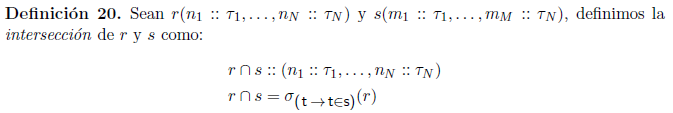 Definición 20. Sean r(n₁ :: τ₁, . . . , n_N :: τ_N) y s(m₁ :: τ₁, . . . , m_M :: τ_N), definimos la
intersección de r y s como:
r ∩ s :: (n₁ :: τ₁, . . . , n_N :: τ_N)
r ∩ s = σ_(t→t∈s)(r)